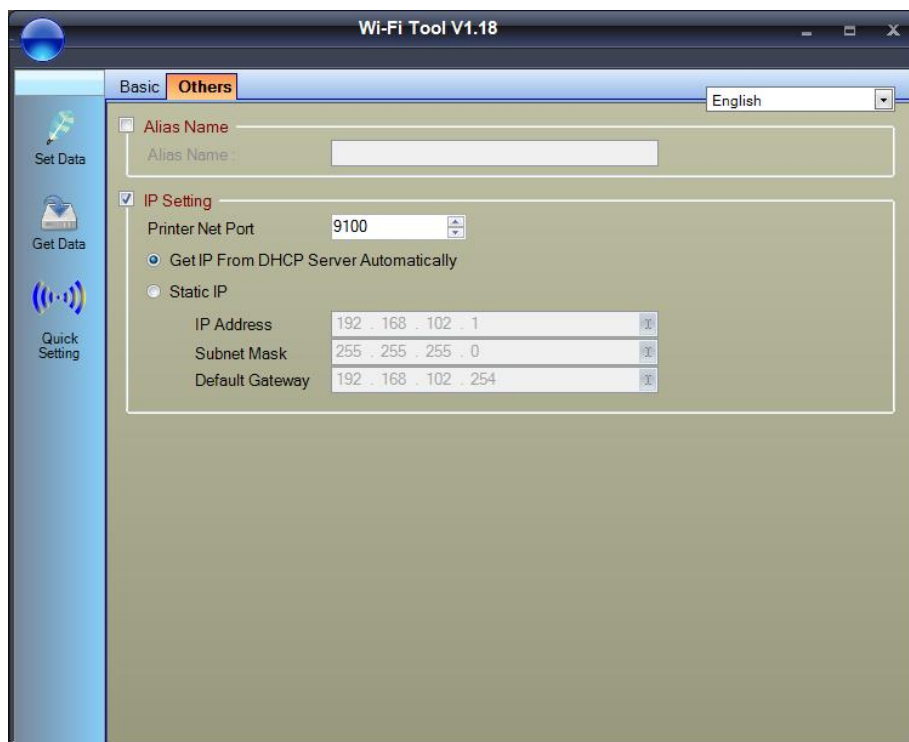 Wi-Fi Tool V1.18
Basic Others
English
Set Data
Get Data
Quick
Setting
Alias Name
Alias Name :
IP Setting
Printer Net Port 9100
Get IP From DHCP Server Automatically
Static IP
IP Address 192 . 168 . 102 . 1
Subnet Mask 255 . 255 . 255 . 0
Default Gateway 192 . 168 . 102 . 254